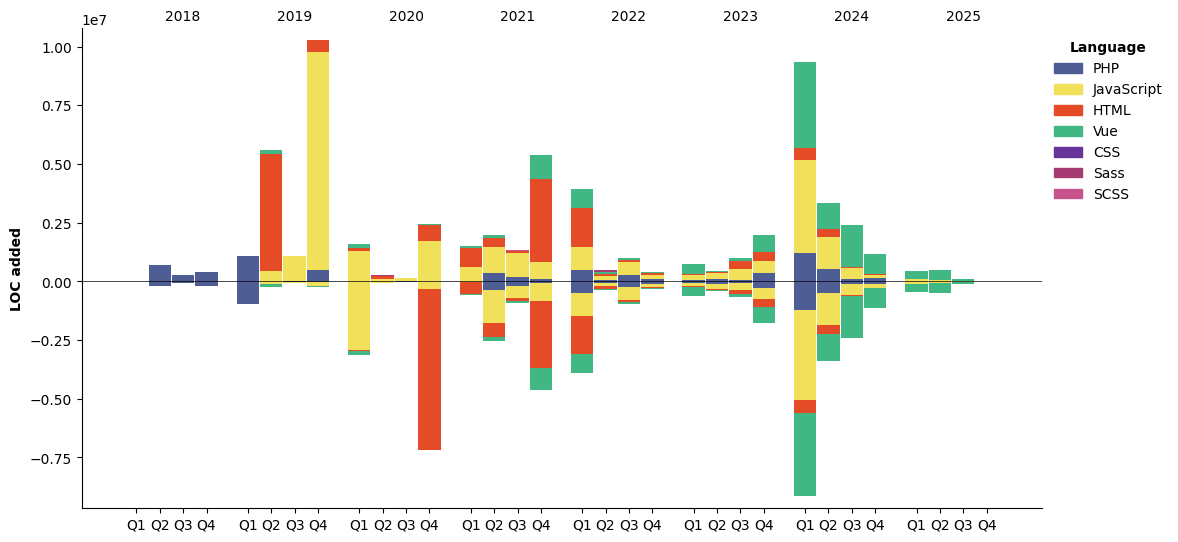 1e7
2018 2019 2020 2021 2022 2023 2024 2025
LOC added
1.00
0.75
0.50
0.25
0.00
−0.25
−0.50
−0.75
Q1 Q2 Q3 Q4 Q1 Q2 Q3 Q4 Q1 Q2 Q3 Q4 Q1 Q2 Q3 Q4 Q1 Q2 Q3 Q4 Q1 Q2 Q3 Q4 Q1 Q2 Q3 Q4 Q1 Q2 Q3 Q4
Language
PHP
JavaScript
HTML
Vue
CSS
Sass
SCSS